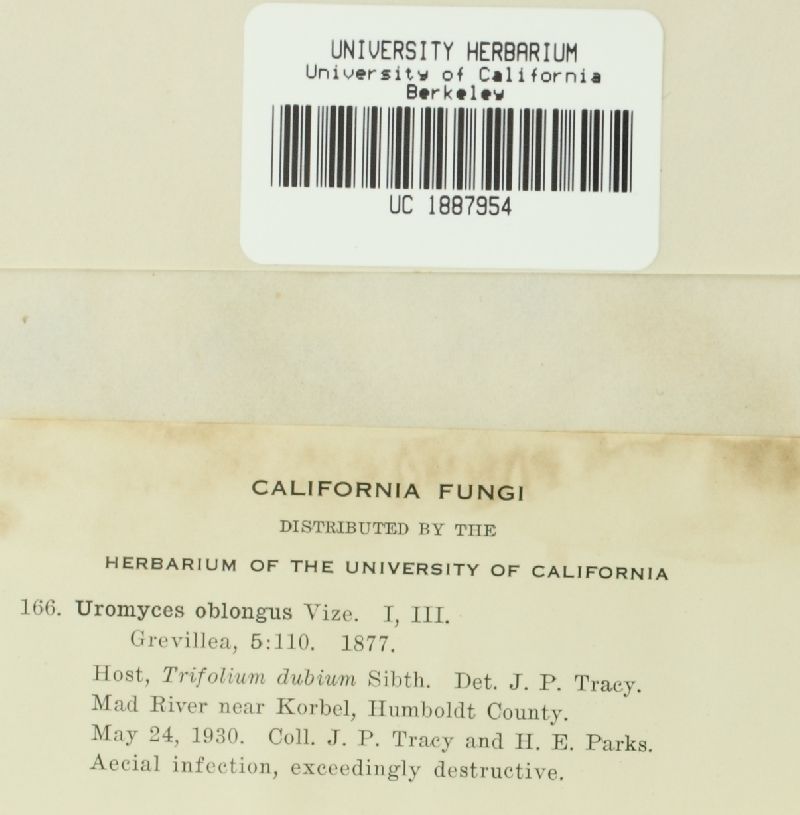 UNIVERSITY HERBARIUM
University of California
Berkeley
UC 1887954
CALIFORNIA FUNGI
DISTRIBUTED BY THE
HERBARIUM OF THE UNIVERSITY OF CALIFORNIA
166. Uromyces oblongus Vize. I, III.
Grevillea, 5:110. 1877.
Host, Trifolium dubium Sibth. Det. J. P. Tracy.
Mad River near Korbel, Humboldt County.
May 24, 1930. Coll. J. P. Tracy and H. E. Parks.
Aecial infection, exceedingly destructive.